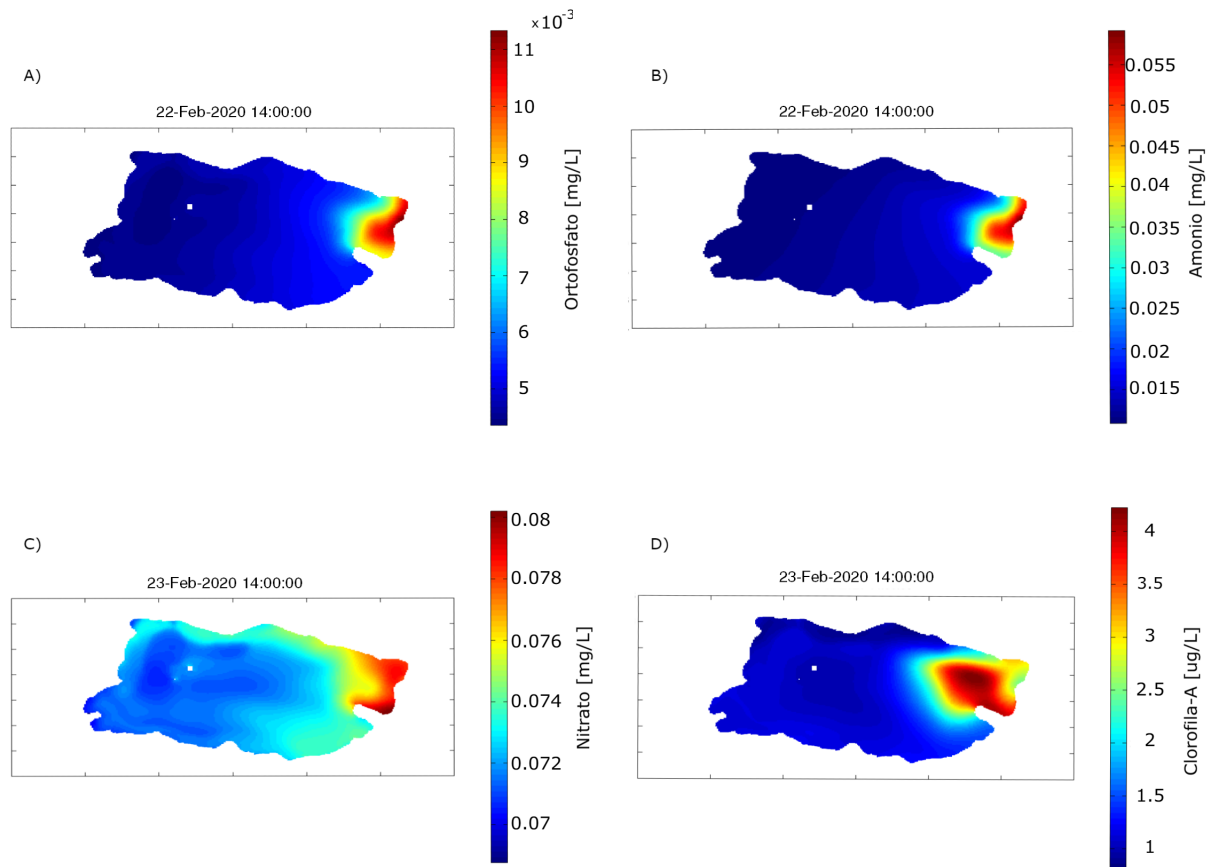 A)
22-Feb-2020 14:00:00
×10⁻³
11
10
9
8
7
6
5
Ortofosfato [mg/L]
B)
22-Feb-2020 14:00:00
0.055
0.05
0.045
0.04
0.035
0.03
0.025
0.02
0.015
Amonio [mg/L]
C)
23-Feb-2020 14:00:00
0.08
0.078
0.076
0.074
0.072
0.07
Nitrato [mg/L]
D)
23-Feb-2020 14:00:00
4
3.5
3
2.5
2
1.5
1
Clorofila-A [ug/L]